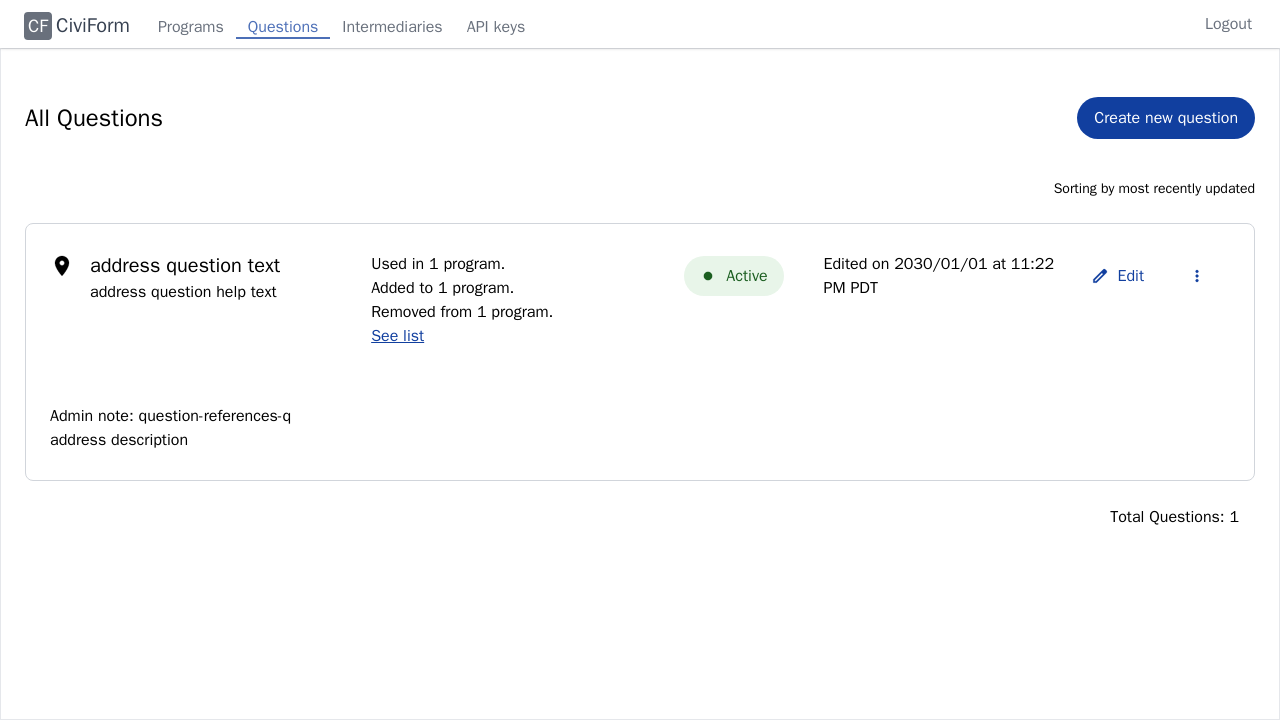 CF CiviForm Programs Questions Intermediaries API keys Logout
All Questions
Create new question
Sorting by most recently updated
address question text
address question help text
Used in 1 program.
Added to 1 program.
Removed from 1 program.
See list
Active
Edited on 2030/01/01 at 11:22
PM PDT
Edit
Admin note: question-references-q
address description
Total Questions: 1